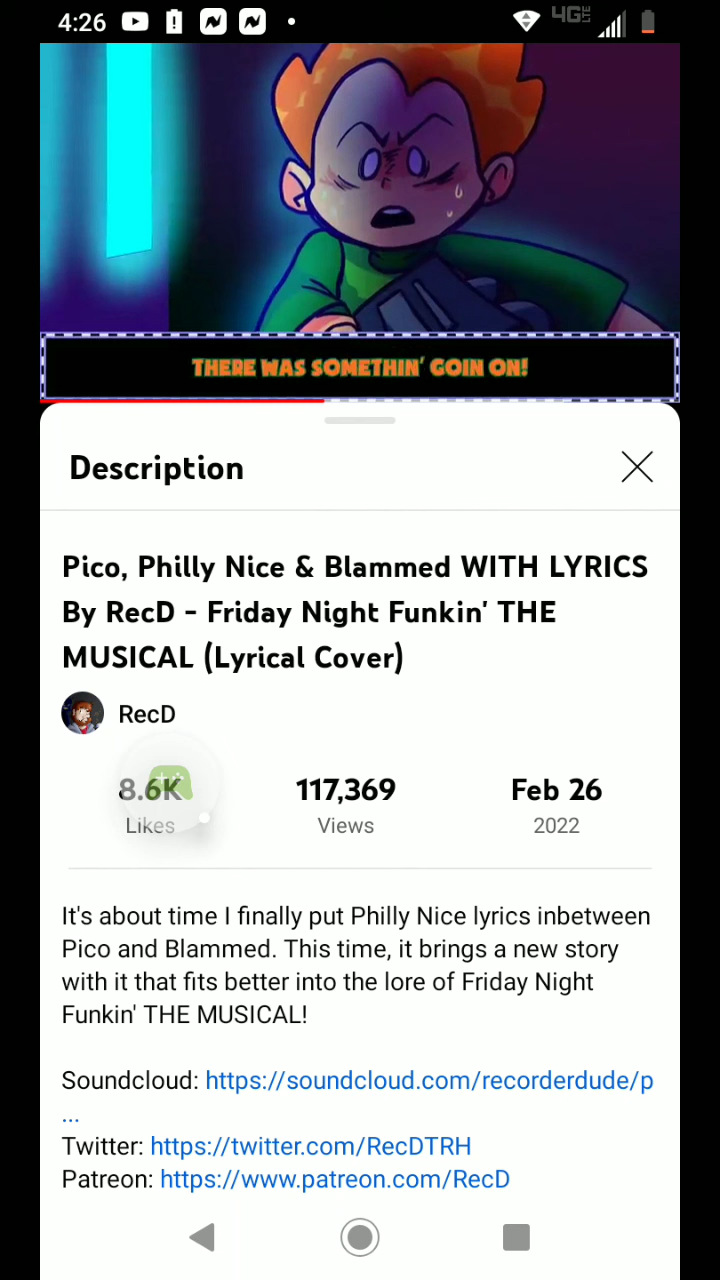 4:26
4G LTE
THERE WAS SOMETHIN' GOIN ON!
Description
Pico, Philly Nice & Blammed WITH LYRICS
By RecD - Friday Night Funkin' THE
MUSICAL (Lyrical Cover)
RecD
8.6K 117,369 Feb 26
Likes Views 2022
It's about time I finally put Philly Nice lyrics inbetween
Pico and Blammed. This time, it brings a new story
with it that fits better into the lore of Friday Night
Funkin' THE MUSICAL!
Soundcloud: https://soundcloud.com/recorderdude/p
...
Twitter: https://twitter.com/RecDTRH
Patreon: https://www.patreon.com/RecD